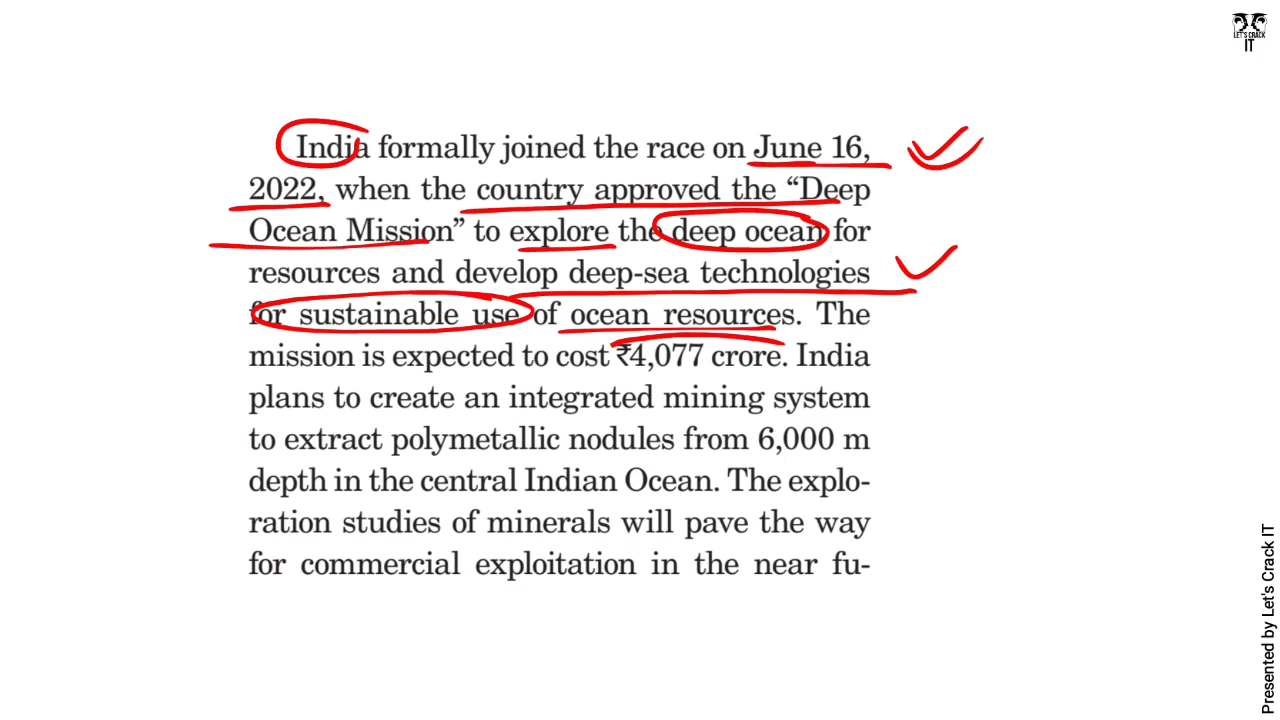 LET'S CRACK
IT
India formally joined the race on June 16,
2022, when the country approved the “Deep
Ocean Mission” to explore the deep ocean for
resources and develop deep-sea technologies
for sustainable use of ocean resources. The
mission is expected to cost ₹4,077 crore. India
plans to create an integrated mining system
to extract polymetallic nodules from 6,000 m
depth in the central Indian Ocean. The explo-
ration studies of minerals will pave the way
for commercial exploitation in the near fu-
Presented by Let's Crack IT